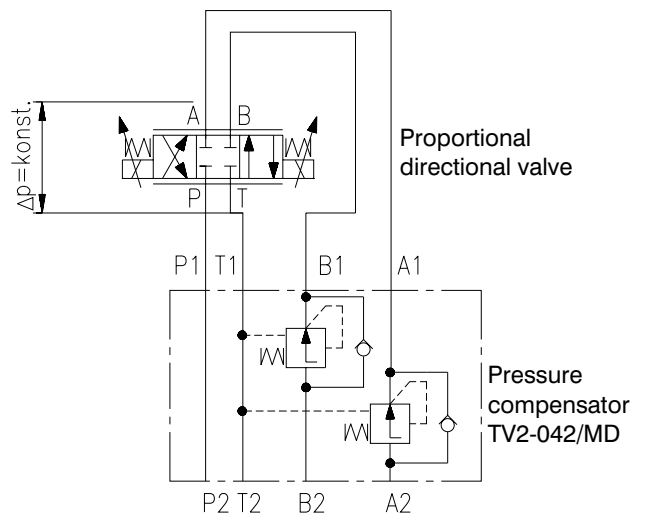 Δp=konst.
A B
P T
Proportional
directional valve
P1 T1 B1 A1
Pressure
compensator
TV2-042/MD
P2 T2 B2 A2